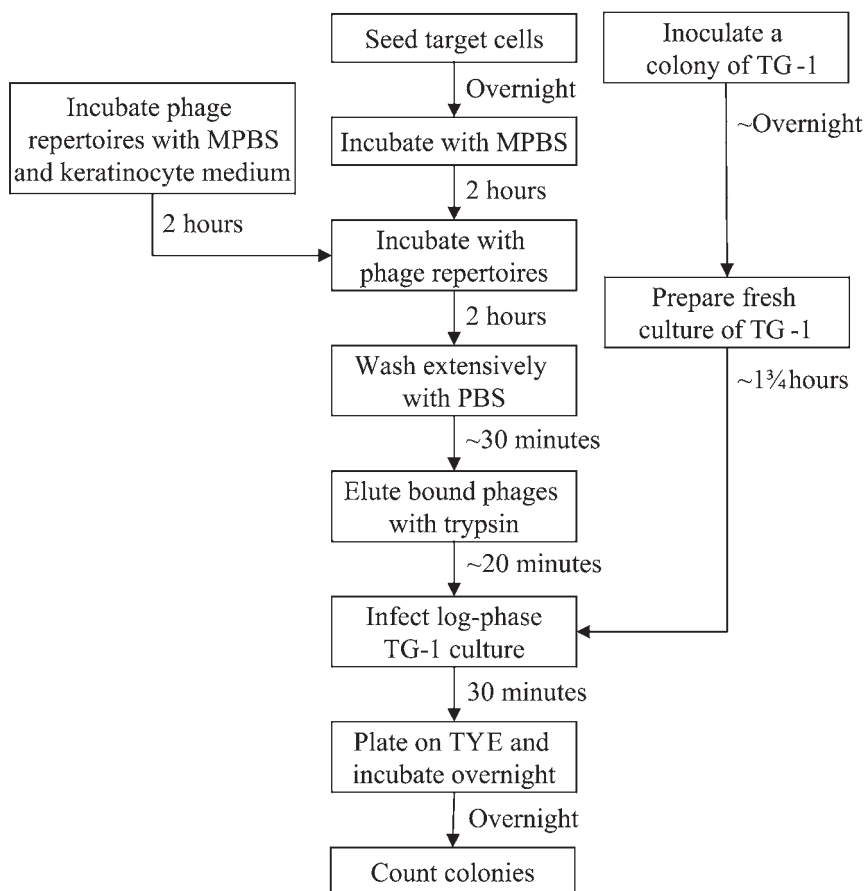 Seed target cells
Inoculate a
colony of TG-1
Overnight
Incubate phage
repertoires with MPBS
and keratinocyte medium
~Overnight
Incubate with MPBS
2 hours
2 hours
Incubate with
phage repertoires
Prepare fresh
culture of TG-1
2 hours
Wash extensively
with PBS
~1¾ hours
~30 minutes
Elute bound phages
with trypsin
~20 minutes
Infect log-phase
TG-1 culture
30 minutes
Plate on TYE and
incubate overnight
Overnight
Count colonies